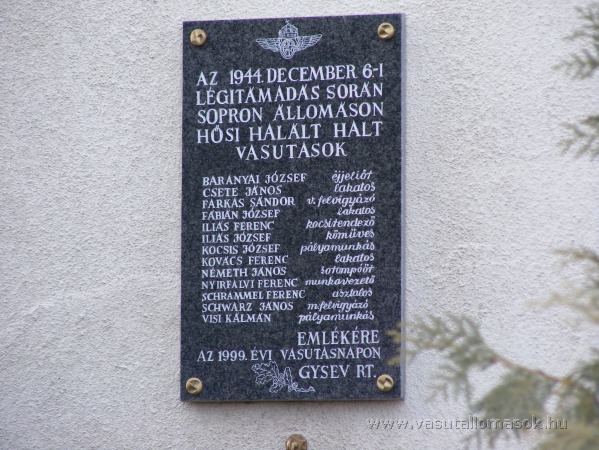 AZ 1944. DECEMBER 6.-I
LÉGITÁMADÁS SORÁN
SOPRON ÁLLOMÁSON
HŐSI HALÁLT HALT
VASUTASOK
BARANYAI JÓZSEF éjjeliőr
CSETE JÁNOS lakatos
FARKAS SÁNDOR v.felvigyázó
FÁBIÁN JÓZSEF lakatos
ILIÁS FERENC kocsirendező
ILIÁS JÓZSEF kőműves
KOCSIS JÓZSEF pályamunkás
KOVÁCS FERENC lakatos
NÉMETH JÁNOS sorompóőr
NYIRFALVI FERENC munkavezető
SCHRAMMEL FERENC asztalos
SCHWARZ JÁNOS m.felvigyázó
VISI KÁLMÁN pályamunkás
EMLÉKÉRE
AZ 1999. ÉVI VASUTASNAPON
GYSEV RT.
www.vasutallomasok.hu